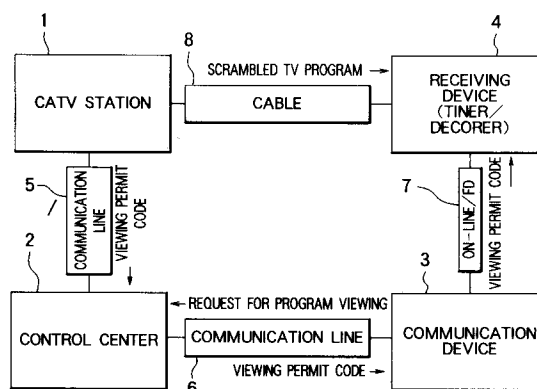 1
8
4
SCRAMBLED TV PROGRAM →
CATV STATION
CABLE
RECEIVING
DEVICE
(TINER/
DECORER)
5
COMMUNICATION
LINE
VIEWING PERMIT
CODE
→
7
ON-LINE/FD
VIEWING PERMIT CODE
→
2
3
← REQUEST FOR PROGRAM VIEWING
CONTROL CENTER
COMMUNICATION LINE
COMMUNICATION
DEVICE
6
VIEWING PERMIT CODE →